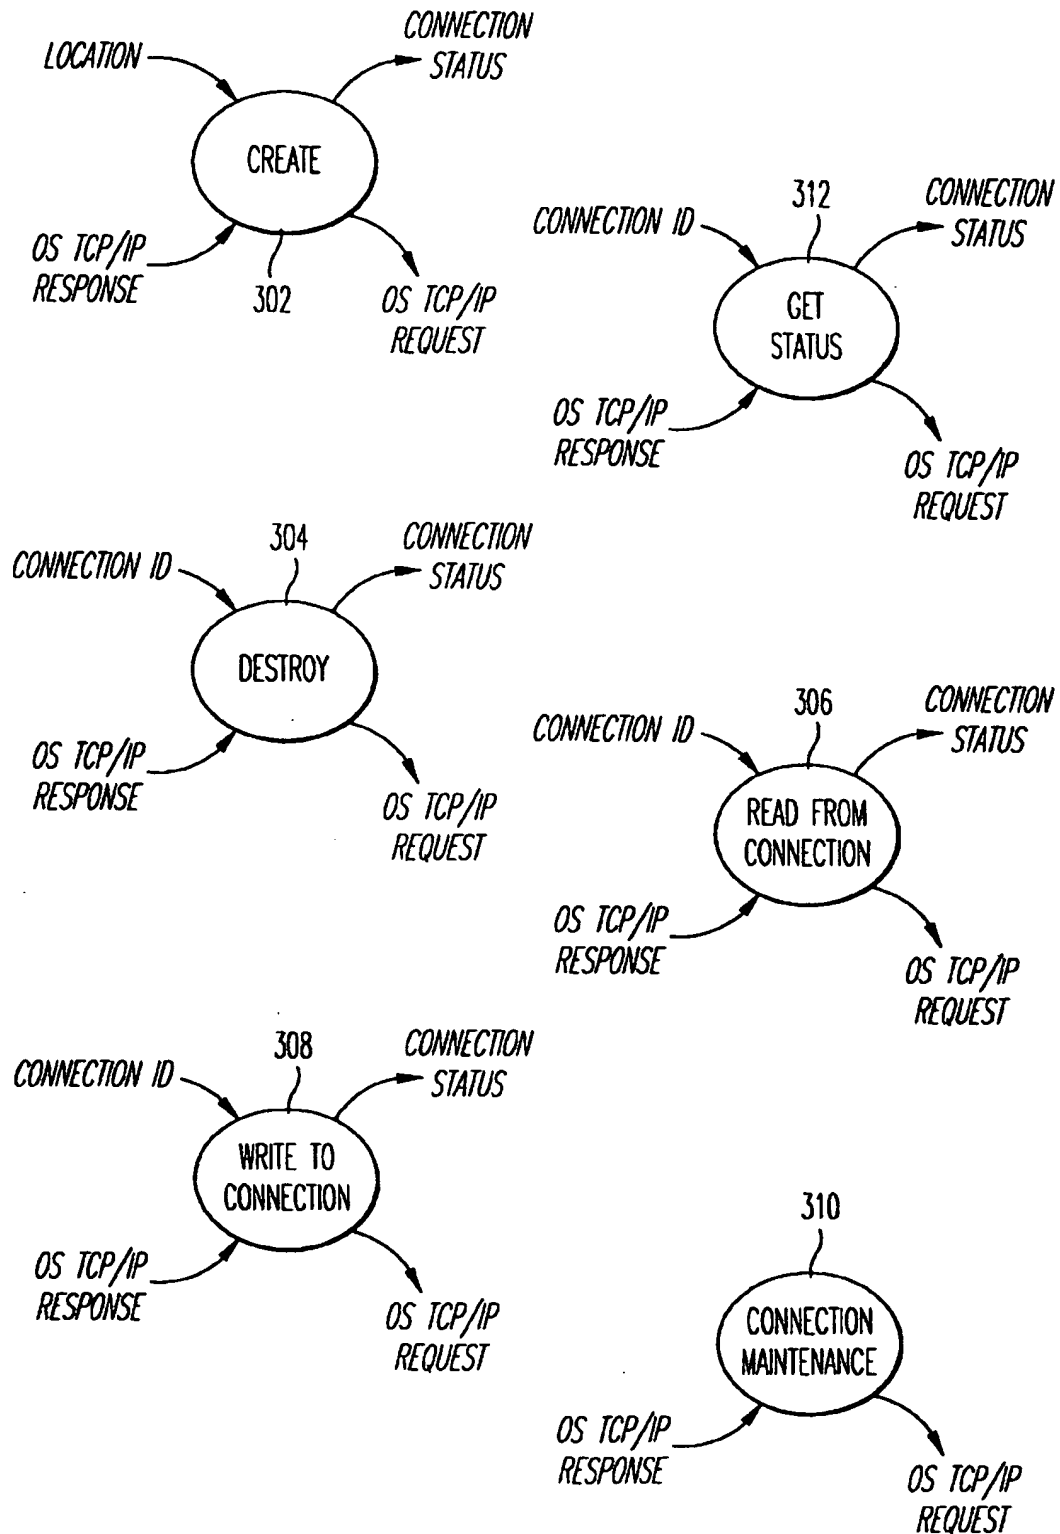 LOCATION
CONNECTION
STATUS
CREATE
OS TCP/IP
RESPONSE
302
OS TCP/IP
REQUEST
312
CONNECTION ID
CONNECTION
STATUS
GET
STATUS
OS TCP/IP
RESPONSE
OS TCP/IP
REQUEST
304
CONNECTION ID
CONNECTION
STATUS
DESTROY
OS TCP/IP
RESPONSE
OS TCP/IP
REQUEST
306
CONNECTION ID
CONNECTION
STATUS
READ FROM
CONNECTION
OS TCP/IP
RESPONSE
OS TCP/IP
REQUEST
308
CONNECTION ID
CONNECTION
STATUS
WRITE TO
CONNECTION
OS TCP/IP
RESPONSE
OS TCP/IP
REQUEST
310
CONNECTION
MAINTENANCE
OS TCP/IP
RESPONSE
OS TCP/IP
REQUEST